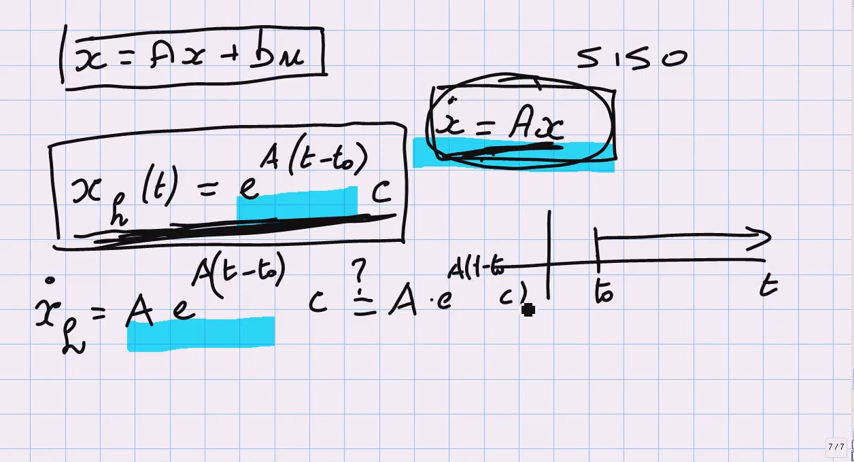 x = Ax + bu
SISO
ẋ = Ax
x_h(t) = e^{A(t-t₀)} c
ẋ_h = A e^{A(t-t₀)} c ≟ A · e^{A(t-t₀} c)
t₀ t
7/7